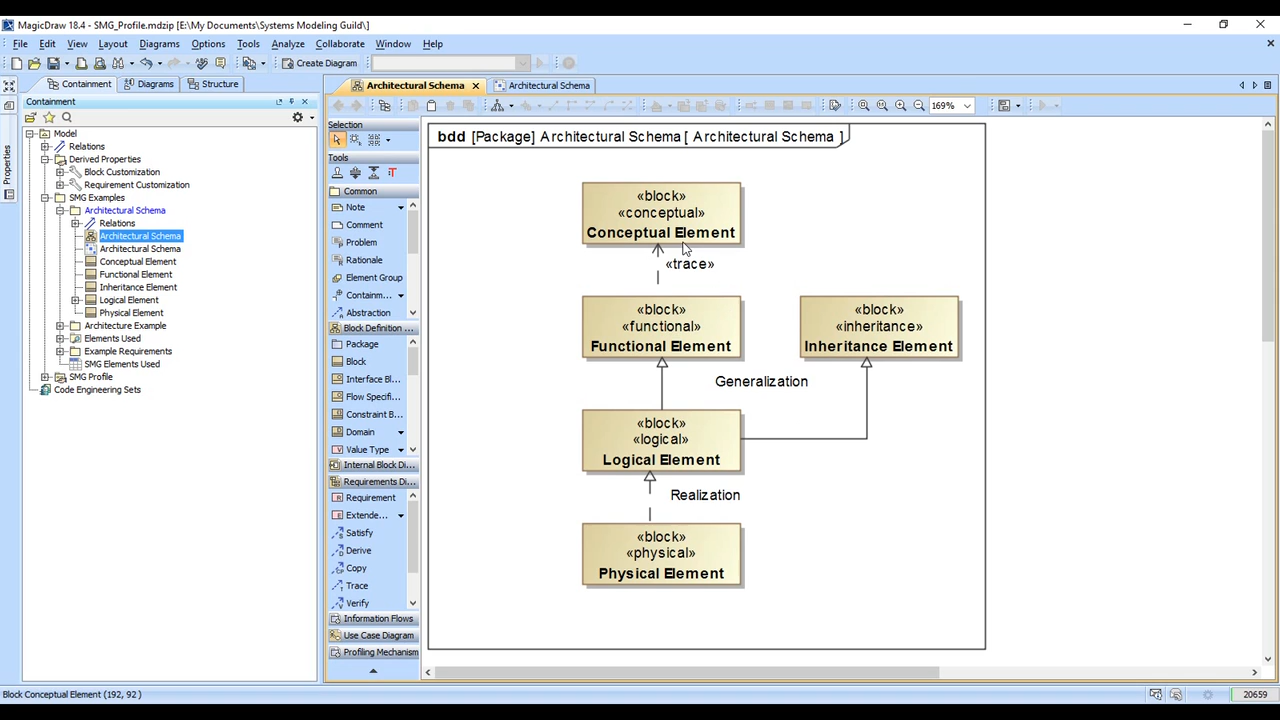 MagicDraw 18.4 - SMG_Profile.mdzip [E:\My Documents\Systems Modeling Guild\]
File Edit View Layout Diagrams Options Tools Analyze Collaborate Window Help
Create Diagram
Containment Diagrams Structure
Containment
Properties
Model
Relations
Derived Properties
Block Customization
Requirement Customization
SMG Examples
Architectural Schema
Relations
Architectural Schema
Architectural Schema
Conceptual Element
Functional Element
Inheritance Element
Logical Element
Physical Element
Architecture Example
Elements Used
Example Requirements
SMG Elements Used
SMG Profile
Code Engineering Sets
Architectural Schema
Architectural Schema
169%
Selection
Tools
Common
Note
Comment
Problem
Rationale
Element Group
Containm...
Abstraction
Block Definition ...
Package
Block
Interface Bl...
Flow Specifi...
Constraint B...
Domain
Value Type
Internal Block Di...
Requirements Di...
Requirement
Extende...
Satisfy
Derive
Copy
Trace
Verify
Information Flows
Use Case Diagram
Profiling Mechanism
bdd [Package] Architectural Schema [ Architectural Schema ]
«block»
«conceptual»
Conceptual Element
«trace»
«block»
«functional»
Functional Element
«block»
«inheritance»
Inheritance Element
Generalization
«block»
«logical»
Logical Element
Realization
«block»
«physical»
Physical Element
Block Conceptual Element (192, 92 )
20659